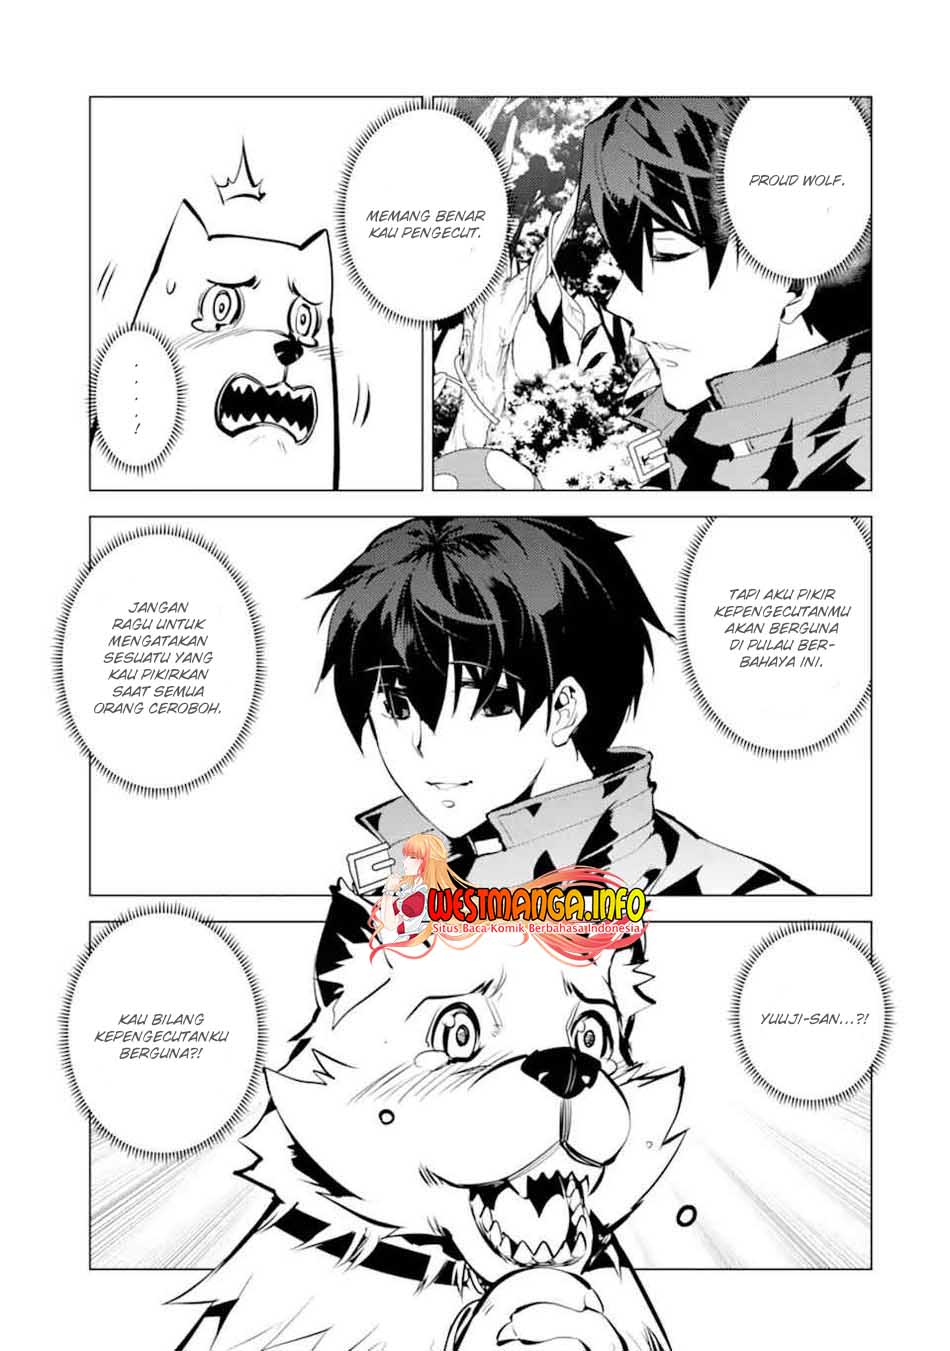 PROUD WOLF.
MEMANG BENAR
KAU PENGECUT.
. . . . . !
TAPI AKU PIKIR
KEPENGECUTANMU
AKAN BERGUNA
DI PULAU BER-
BAHAYA INI.
JANGAN
RAGU UNTUK
MENGATAKAN
SESUATU YANG
KAU PIKIRKAN
SAAT SEMUA
ORANG CEROBOH.
WESTMANGA.INFO
Situs Baca Komik Berbahasa Indonesia
YUUJI-SAN...?!
KAU BILANG
KEPENGECUTANKU
BERGUNA?!